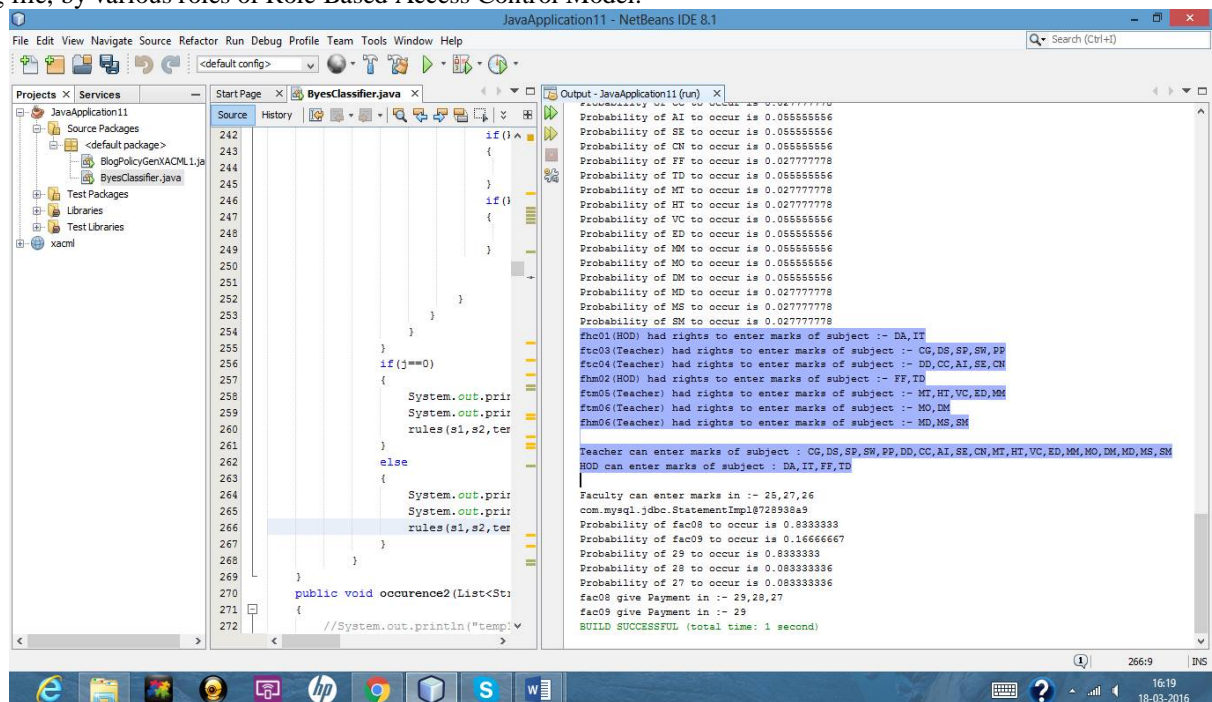 g file, by various roles of Role Based Access Control Model.
JavaApplication11 - NetBeans IDE 8.1
File Edit View Navigate Source Refactor Run Debug Profile Team Tools Window Help
Search (Ctrl+I)
<default config>
Projects Services
Start Page ByesClassifier.java
Output - JavaApplication11 (run)
JavaApplication11
Source Packages
<default package>
BlogPolicyGenXACML1.ja
ByesClassifier.java
Test Packages
Libraries
Test Libraries
xacml
Source History
242 if(
243 {
244
245 }
246 if(
247 {
248
249 }
250
251
252 }
253 }
254 }
255 }
256 if(j==0)
257 {
258 System.out.prir
259 System.out.prir
260 rules(s1,s2,ter
261 }
262 else
263 {
264 System.out.prir
265 System.out.prir
266 rules(s1,s2,ter
267 }
268 }
269 }
270 public void occurence2(List<St
271 {
272 //System.out.println("temp
Probability of CC to occur is 0.027777778
Probability of AI to occur is 0.055555556
Probability of SE to occur is 0.055555556
Probability of CN to occur is 0.055555556
Probability of FF to occur is 0.027777778
Probability of TD to occur is 0.055555556
Probability of MT to occur is 0.027777778
Probability of HT to occur is 0.027777778
Probability of VC to occur is 0.055555556
Probability of ED to occur is 0.055555556
Probability of MM to occur is 0.055555556
Probability of MO to occur is 0.055555556
Probability of DM to occur is 0.055555556
Probability of MD to occur is 0.027777778
Probability of MS to occur is 0.027777778
Probability of SM to occur is 0.027777778
fhc01(HOD) had rights to enter marks of subject :- DA,IT
ftc03(Teacher) had rights to enter marks of subject :- CG,DS,SP,SW,PP
ftc04(Teacher) had rights to enter marks of subject :- DD,CC,AI,SE,CN
fhm02(HOD) had rights to enter marks of subject :- FF,TD
ftm05(Teacher) had rights to enter marks of subject :- MT,HT,VC,ED,MM
ftm06(Teacher) had rights to enter marks of subject :- MO,DM
fhm06(Teacher) had rights to enter marks of subject :- MD,MS,SM
Teacher can enter marks of subject : CG,DS,SP,SW,PP,DD,CC,AI,SE,CN,MT,HT,VC,ED,MM,MO,DM,MD,MS,SM
HOD can enter marks of subject : DA,IT,FF,TD
Faculty can enter marks in :- 25,27,26
com.mysql.jdbc.StatementImpl@728938a9
Probability of fac08 to occur is 0.8333333
Probability of fac09 to occur is 0.16666667
Probability of 29 to occur is 0.8333333
Probability of 28 to occur is 0.083333336
Probability of 27 to occur is 0.083333336
fac08 give Payment in :- 29,28,27
fac09 give Payment in :- 29
BUILD SUCCESSFUL (total time: 1 second)
1 266:9 INS
16:19
18-03-2016